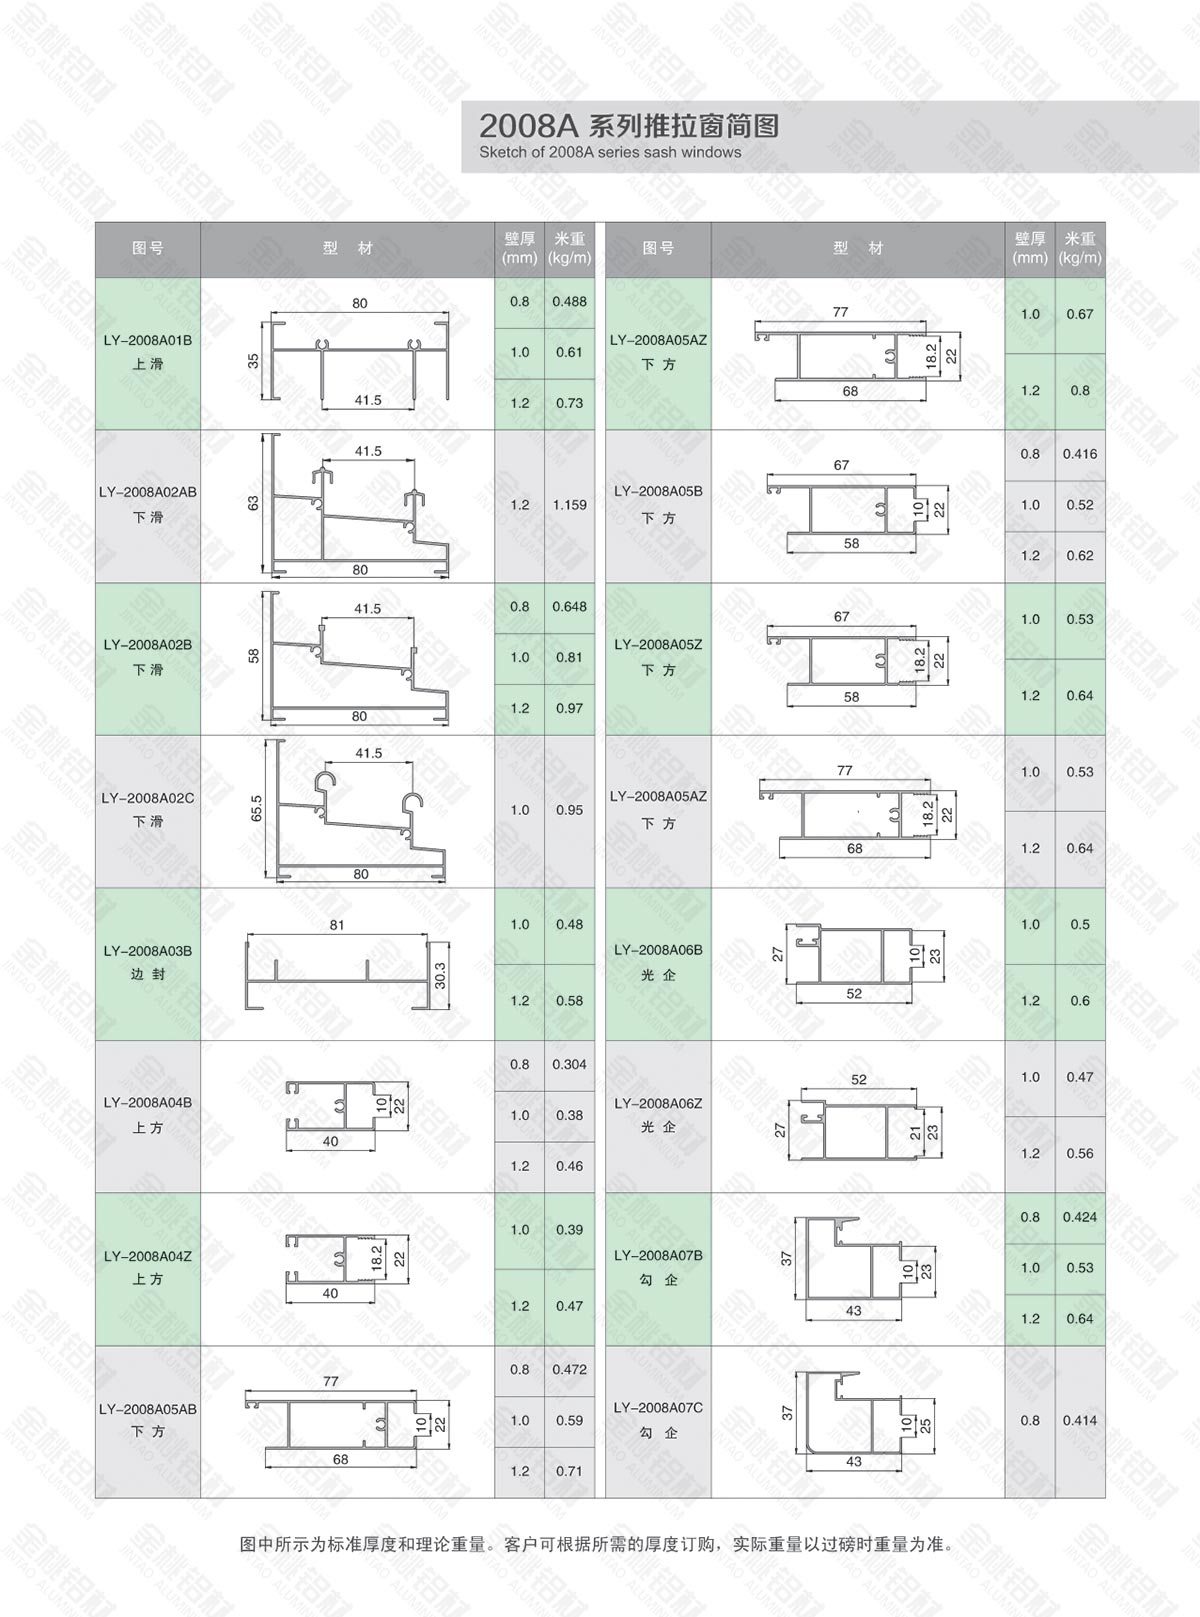 2008A 系列推拉窗简图
Sketch of 2008A series sash windows
图号 型 材 壁厚 (mm) 米重 (kg/m)
LY-2008A01B
上 滑
80
35
41.5
0.8 0.488
1.0 0.61
1.2 0.73
LY-2008A02AB
下 滑
41.5
63
80
1.2 1.159
LY-2008A02B
下 滑
41.5
58
80
0.8 0.648
1.0 0.81
1.2 0.97
LY-2008A02C
下 滑
41.5
65.5
80
1.0 0.95
LY-2008A03B
边 封
81
30.3
1.0 0.48
1.2 0.58
LY-2008A04B
上 方
10
22
40
0.8 0.304
1.0 0.38
1.2 0.46
LY-2008A04Z
上 方
18.2
22
40
1.0 0.39
1.2 0.47
LY-2008A05AB
下 方
77
10
22
68
0.8 0.472
1.0 0.59
1.2 0.71
图号 型 材 壁厚 (mm) 米重 (kg/m)
LY-2008A05AZ
下 方
77
18.2
22
68
1.0 0.67
1.2 0.8
LY-2008A05B
下 方
67
10
22
58
0.8 0.416
1.0 0.52
1.2 0.62
LY-2008A05Z
下 方
67
18.2
22
58
1.0 0.53
1.2 0.64
LY-2008A05AZ
下 方
77
18.2
22
68
1.0 0.53
1.2 0.64
LY-2008A06B
光 企
27
10
23
52
1.0 0.5
1.2 0.6
LY-2008A06Z
光 企
52
27
21
23
1.0 0.47
1.2 0.56
LY-2008A07B
勾 企
37
10
23
43
0.8 0.424
1.0 0.53
1.2 0.64
LY-2008A07C
勾 企
37
10
25
43
0.8 0.414
图中所示为标准厚度和理论重量。客户可根据所需的厚度订购，实际重量以过磅时重量为准。
金桃铝材
JINTAO ALUMINIUM